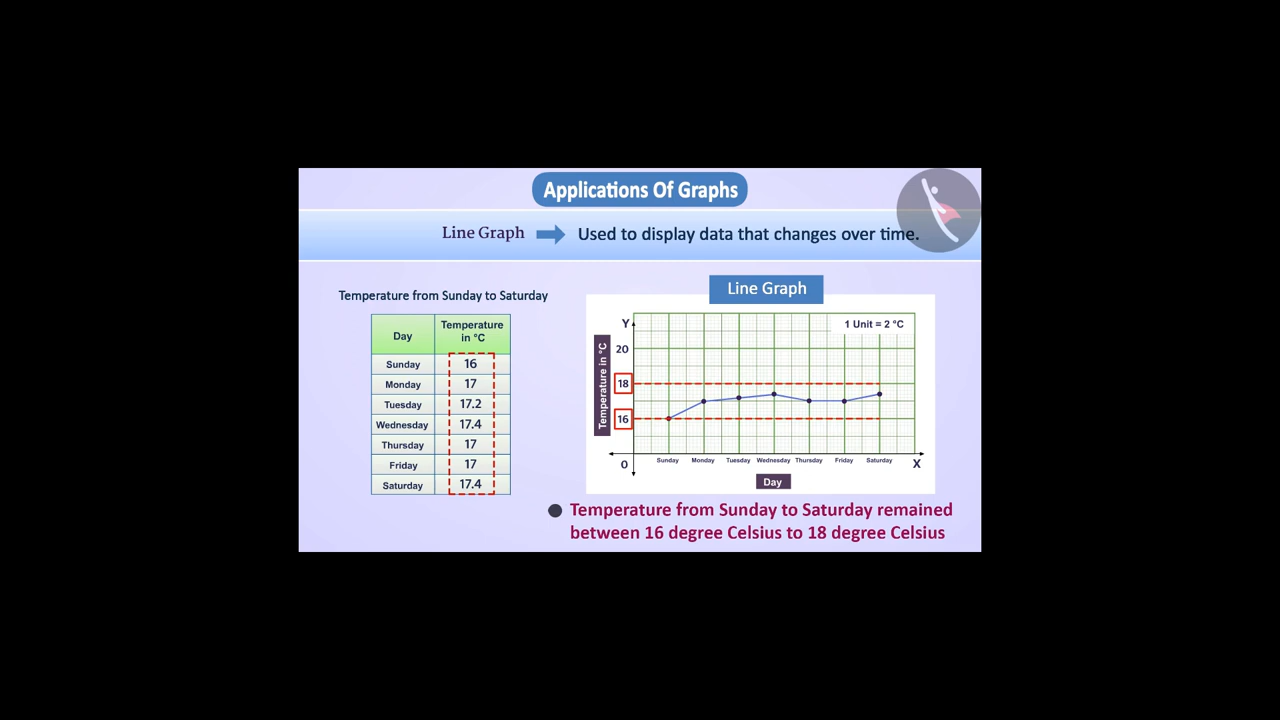 Applications Of Graphs
Line Graph Used to display data that changes over time.
Temperature from Sunday to Saturday
Day Temperature in °C
Sunday 16
Monday 17
Tuesday 17.2
Wednesday 17.4
Thursday 17
Friday 17
Saturday 17.4
Line Graph
1 Unit = 2 °C
Y
20
18
16
O
Temperature in °C
Sunday Monday Tuesday Wednesday Thursday Friday Saturday X
Day
Temperature from Sunday to Saturday remained
between 16 degree Celsius to 18 degree Celsius